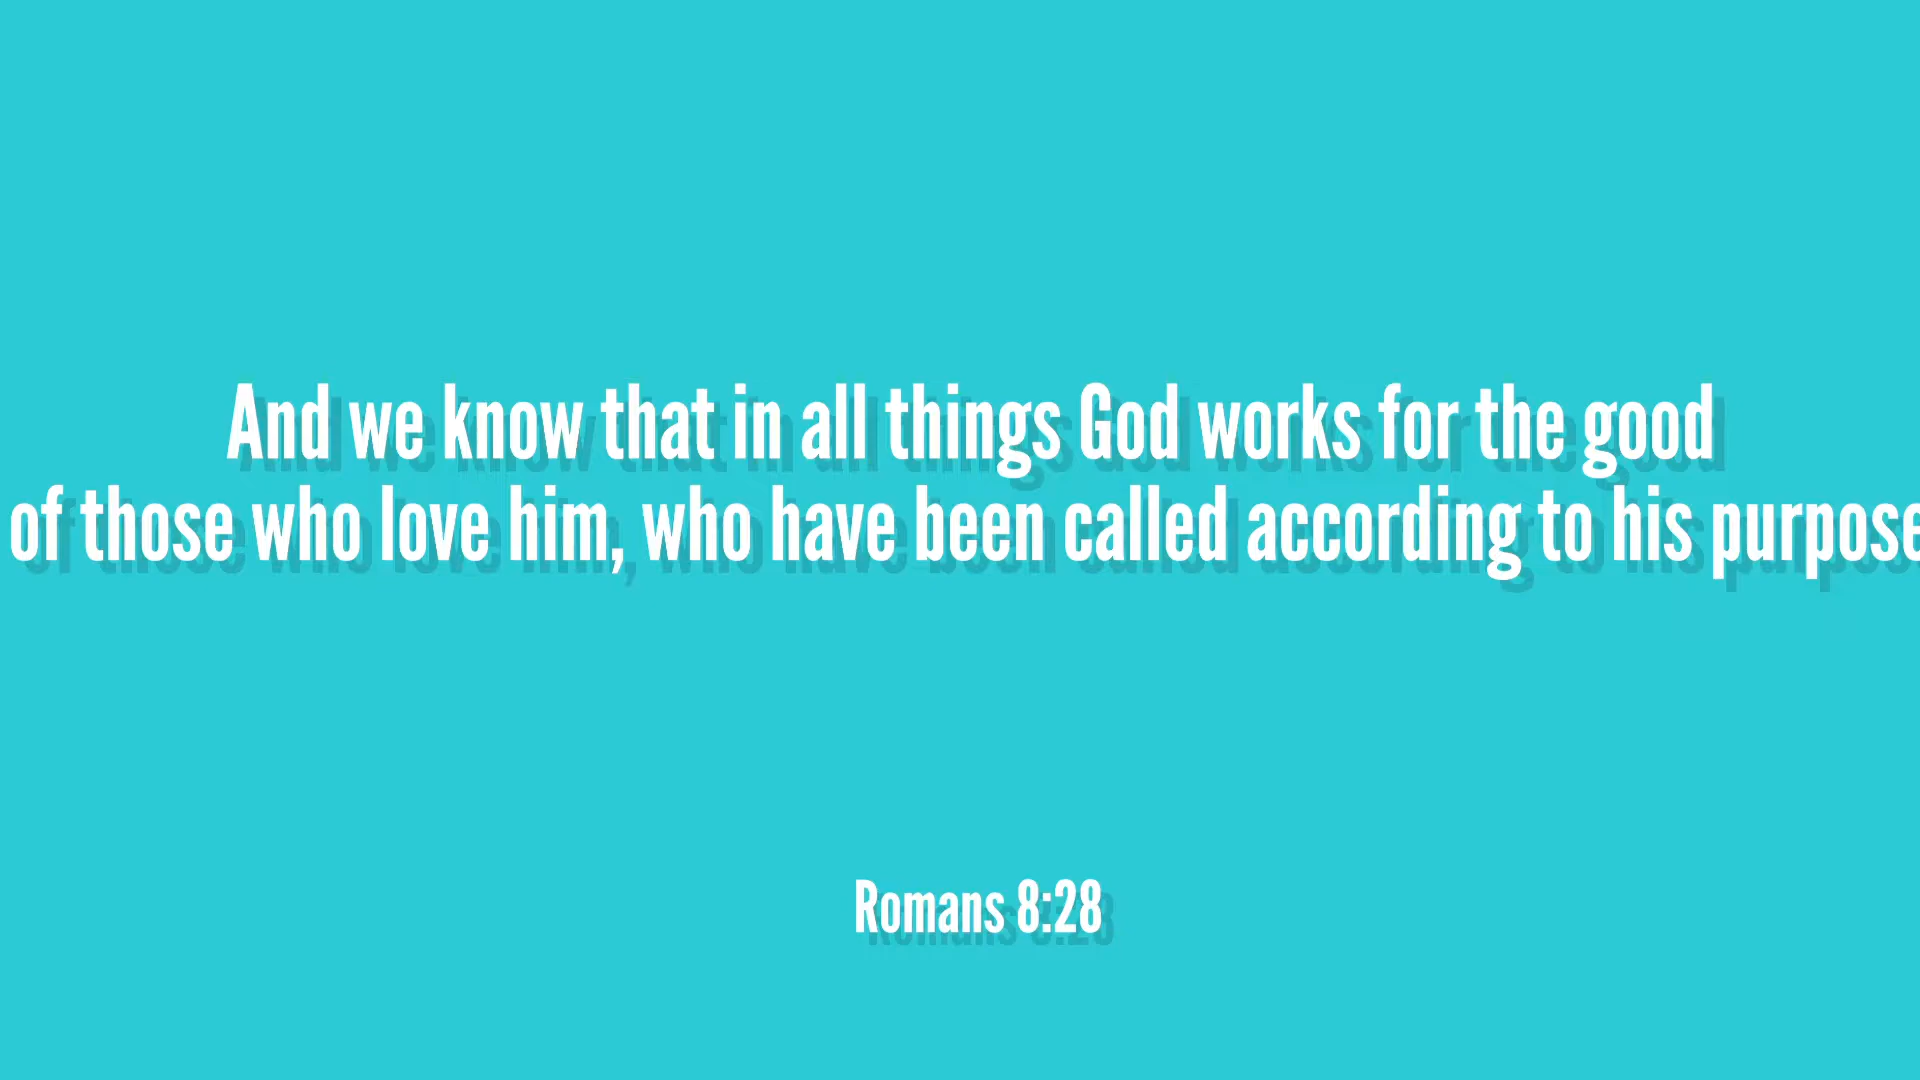 And we know that in all things God works for the good
of those who love him, who have been called according to his purpose
Romans 8:28